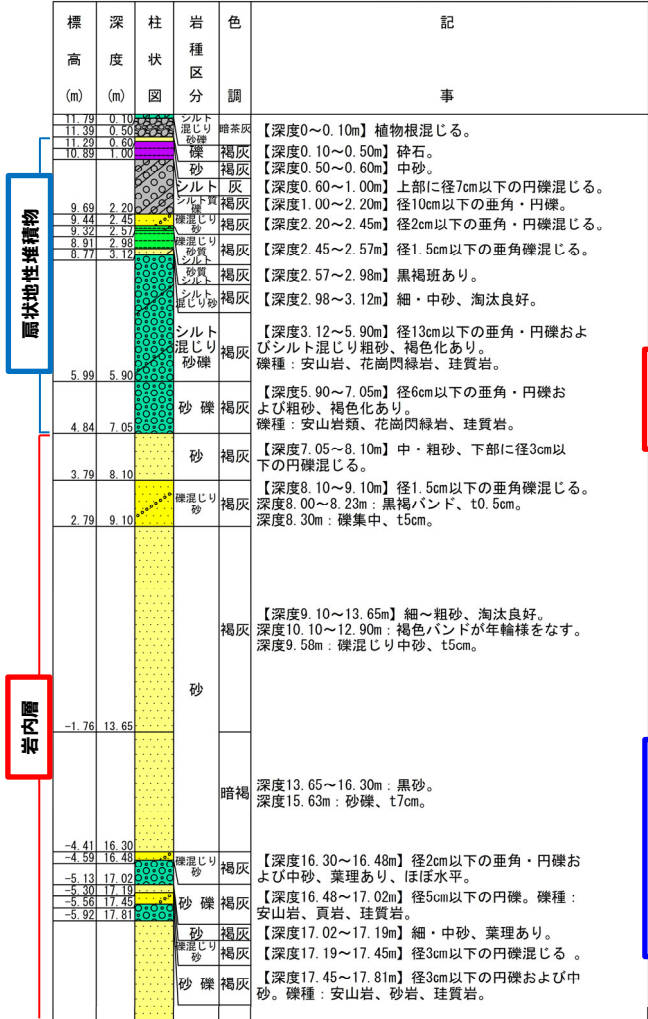 標高(m)
深度(m)
柱状図
岩種区分
色調
記事
扇状地性堆積物
岩内層
11.79 0.10
11.39 0.50
11.29 0.60
10.89 1.00
9.69 2.20
9.44 2.45
9.32 2.57
8.91 2.98
8.77 3.12
5.99 5.90
4.84 7.05
3.79 8.10
2.79 9.10
-1.76 13.65
-4.41 16.30
-4.59 16.48
-5.13 17.02
-5.30 17.19
-5.56 17.45
-5.92 17.81
シルト
混じり
砂礫
暗茶灰
【深度0～0.10m】植物根混じる。
礫 褐灰
【深度0.10～0.50m】砕石。
砂 褐灰
【深度0.50～0.60m】中砂。
シルト 灰
【深度0.60～1.00m】上部に径7cm以下の円礫混じる。
シルト質
礫
褐灰
【深度1.00～2.20m】径10cm以下の亜角・円礫。
礫混じり
砂
褐灰
【深度2.20～2.45m】径2cm以下の亜角・円礫混じる。
礫混じり
砂質
シルト
褐灰
【深度2.45～2.57m】径1.5cm以下の亜角礫混じる。
砂質
シルト
褐灰
【深度2.57～2.98m】黒褐斑あり。
シルト
混じり砂
褐灰
【深度2.98～3.12m】細・中砂、淘汰良好。
シルト
混じり
砂礫
褐灰
【深度3.12～5.90m】径13cm以下の亜角・円礫およ
びシルト混じり粗砂、褐色化あり。
礫種：安山岩、花崗閃緑岩、珪質岩。
砂 礫 褐灰
【深度5.90～7.05m】径6cm以下の亜角・円礫お
よび粗砂、褐色化あり。
礫種：安山岩類、花崗閃緑岩、珪質岩。
砂 褐灰
【深度7.05～8.10m】中・粗砂、下部に径3cm以
下の円礫混じる。
礫混じり
砂
褐灰
【深度8.10～9.10m】径1.5cm以下の亜角礫混じる。
深度8.00～8.23m：黒褐バンド、t0.5cm。
深度8.30m：礫集中、t5cm。
砂
褐灰
【深度9.10～13.65m】細～粗砂、淘汰良好。
深度10.10～12.90m：褐色バンドが年輪様をなす。
深度9.58m：礫混じり中砂、t5cm。
暗褐
深度13.65～16.30m：黒砂。
深度15.63m：砂礫、t7cm。
礫混じり
砂
褐灰
【深度16.30～16.48m】径2cm以下の亜角・円礫お
よび中砂、葉理あり、ほぼ水平。
砂 礫 褐灰
【深度16.48～17.02m】径5cm以下の円礫。礫種：
安山岩、頁岩、珪質岩。
砂 褐灰
【深度17.02～17.19m】細・中砂、葉理あり。
礫混じり
砂
褐灰
【深度17.19～17.45m】径3cm以下の円礫混じる 。
砂 礫 褐灰
【深度17.45～17.81m】径3cm以下の円礫および中
砂。礫種：安山岩、砂岩、珪質岩。